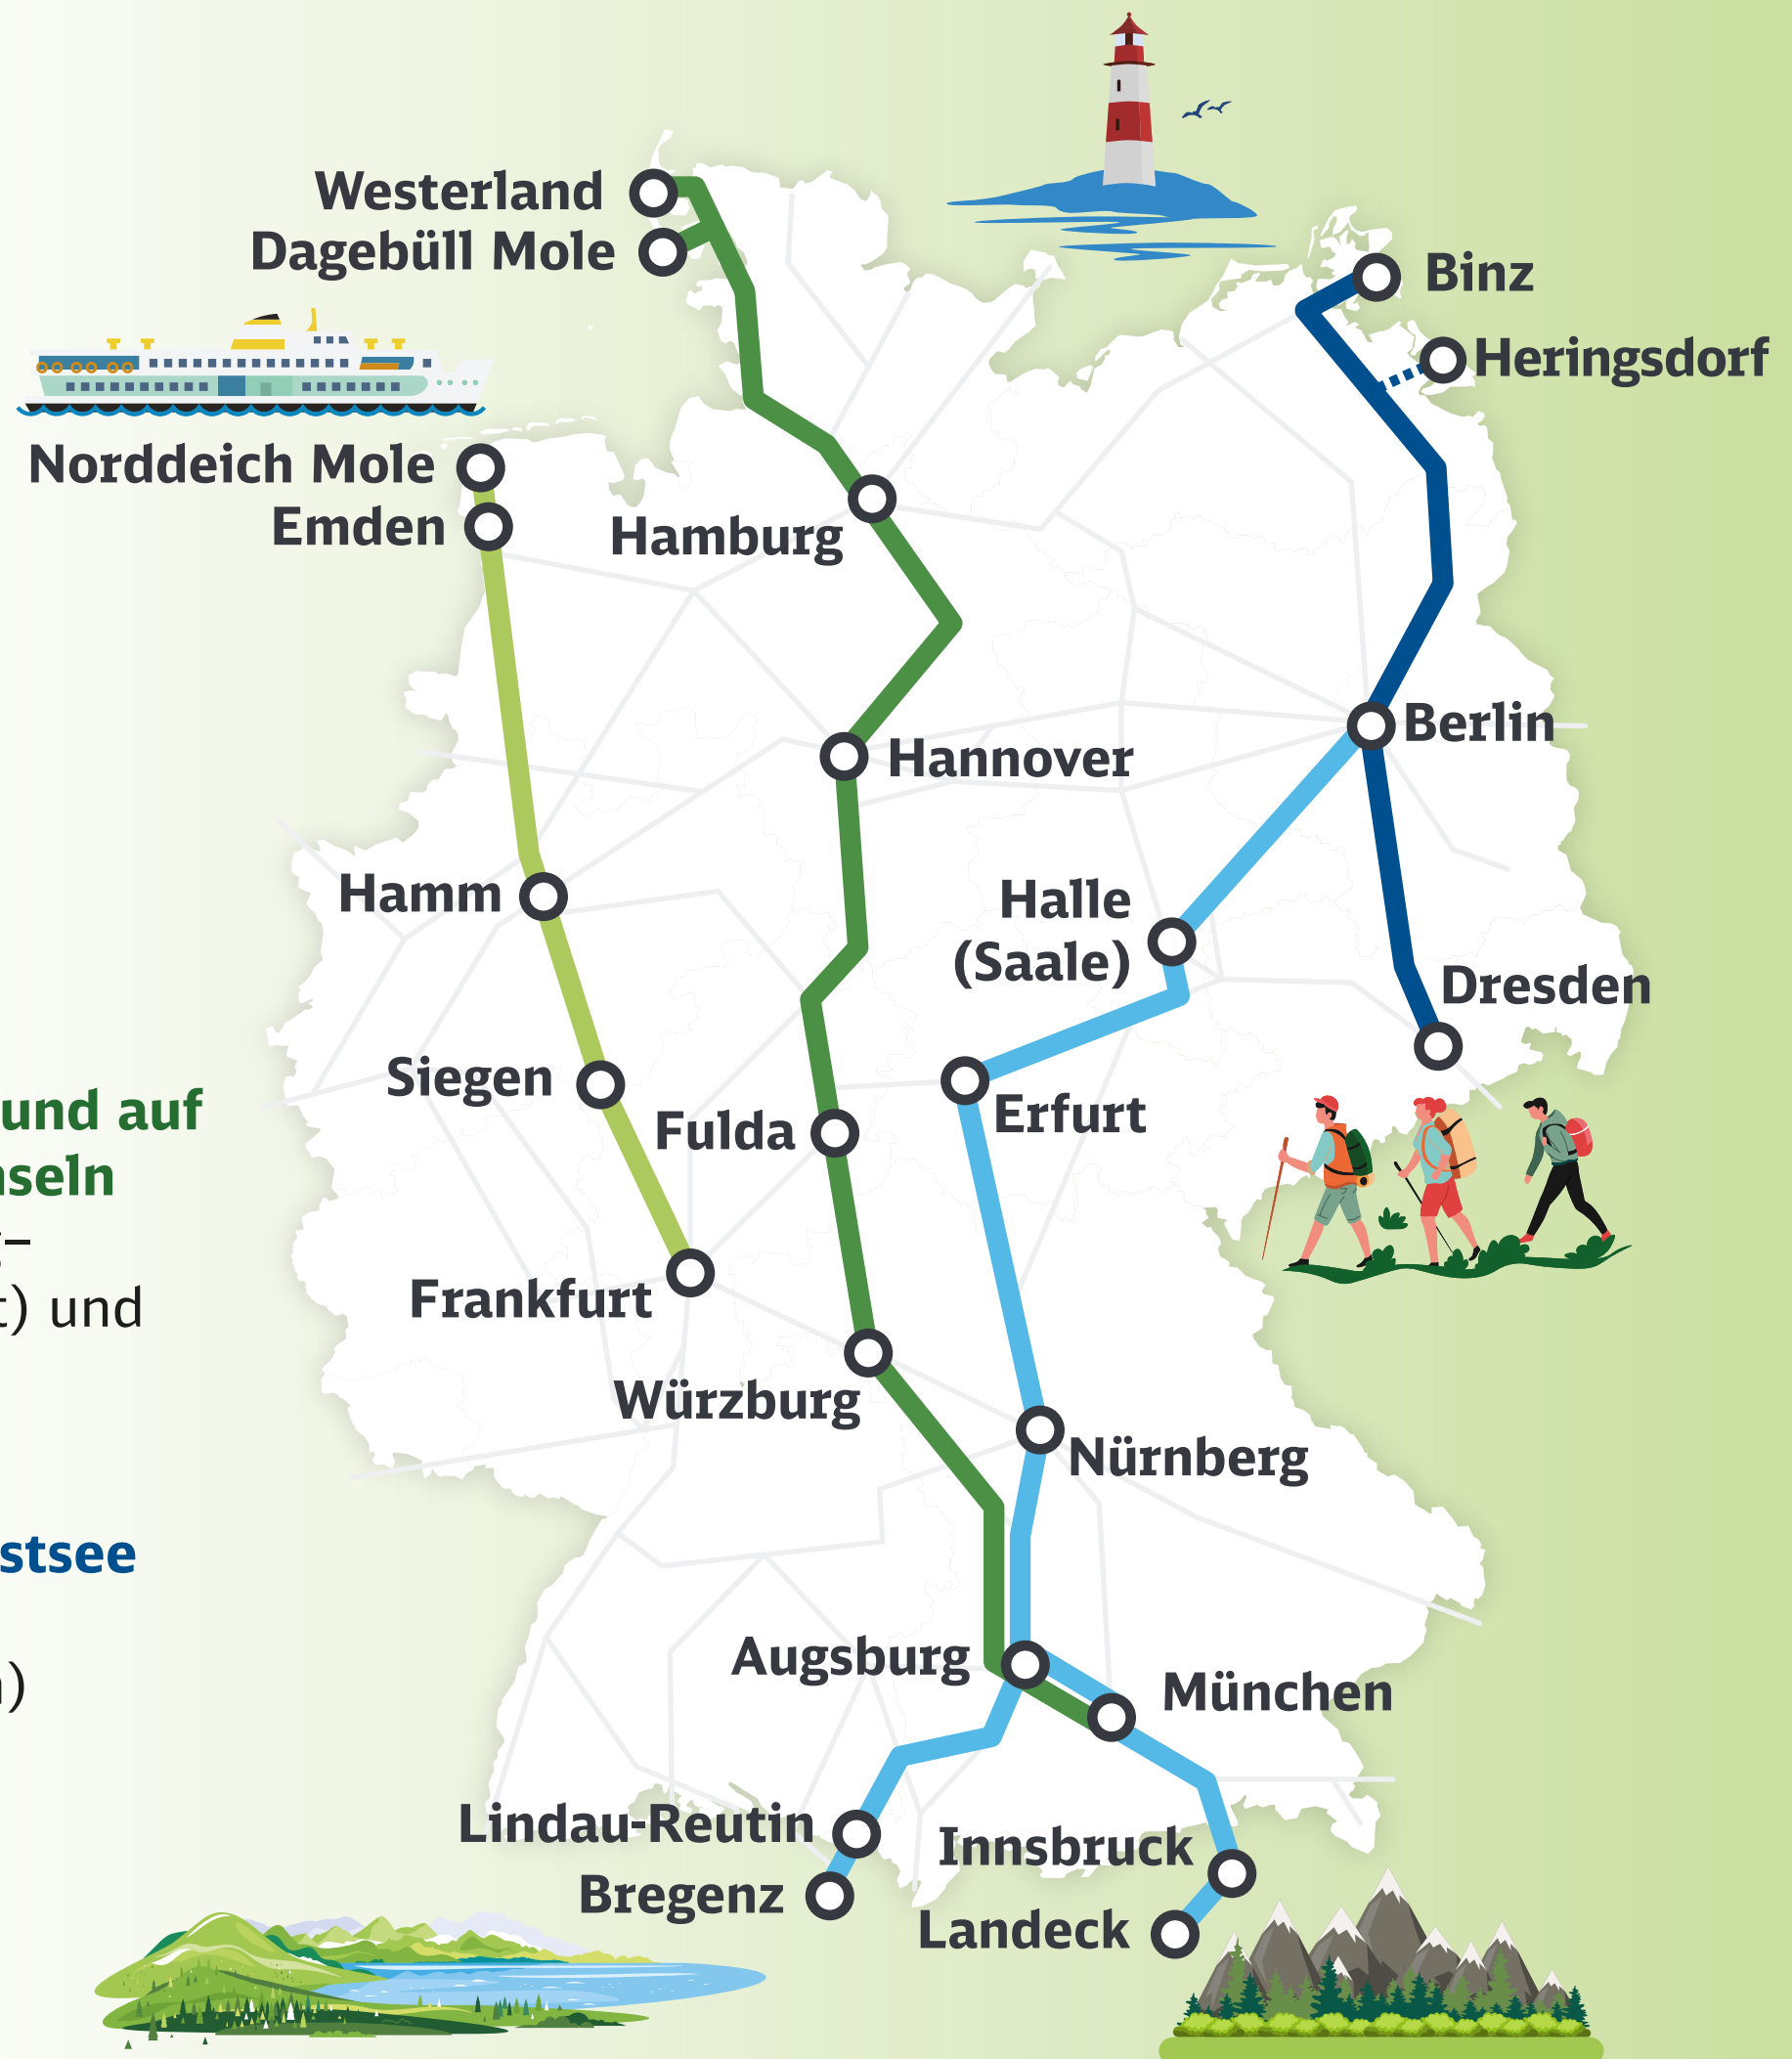 Westerland
Dagebüll Mole
Binz
Heringsdorf
Norddeich Mole
Emden
Hamburg
Berlin
Hannover
Hamm
Halle
(Saale)
Dresden
Siegen
Fulda
Erfurt
und auf
seln
Frankfurt
t) und
Würzburg
Nürnberg
stsee
Augsburg
München
)
Lindau-Reutin
Innsbruck
Bregenz
Landeck